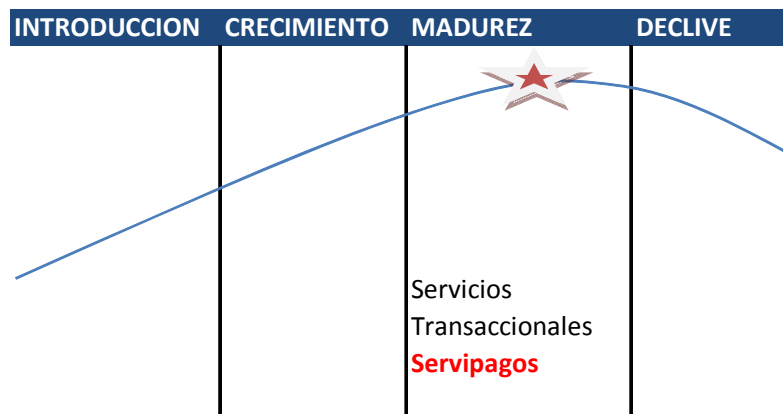 INTRODUCCION CRECIMIENTO MADUREZ DECLIVE
Servicios
Transaccionales
Servipagos